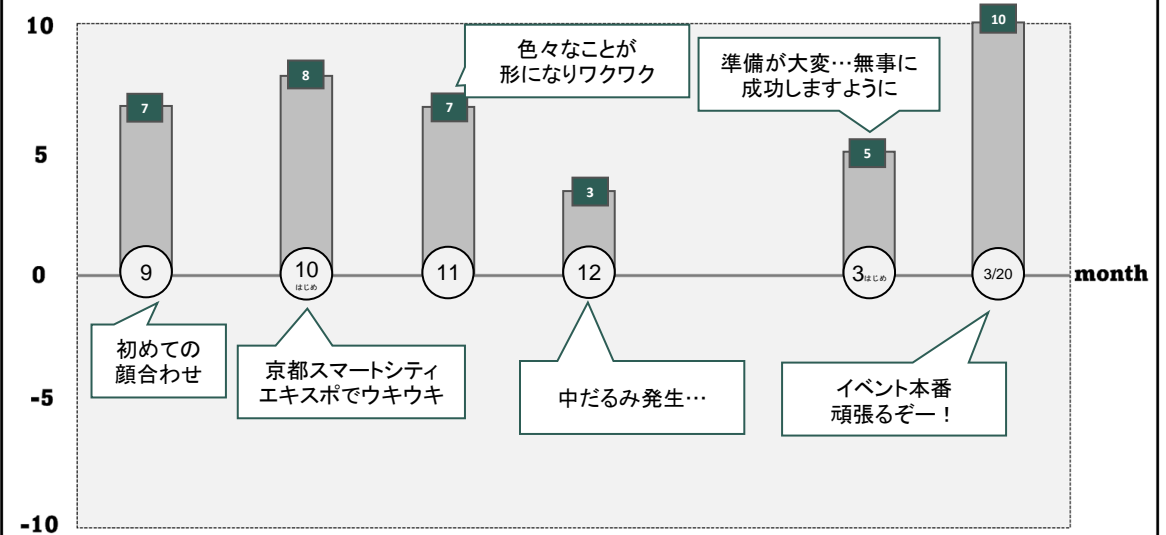 10
5
0
-5
-10
month
7
8
7
3
5
10
9
10
はじめ
11
12
3はじめ
3/20
初めての
顔合わせ
京都スマートシティ
エキスポでウキウキ
色々なことが
形になりワクワク
中だるみ発生…
準備が大変…無事に
成功しますように
イベント本番
頑張るぞー！